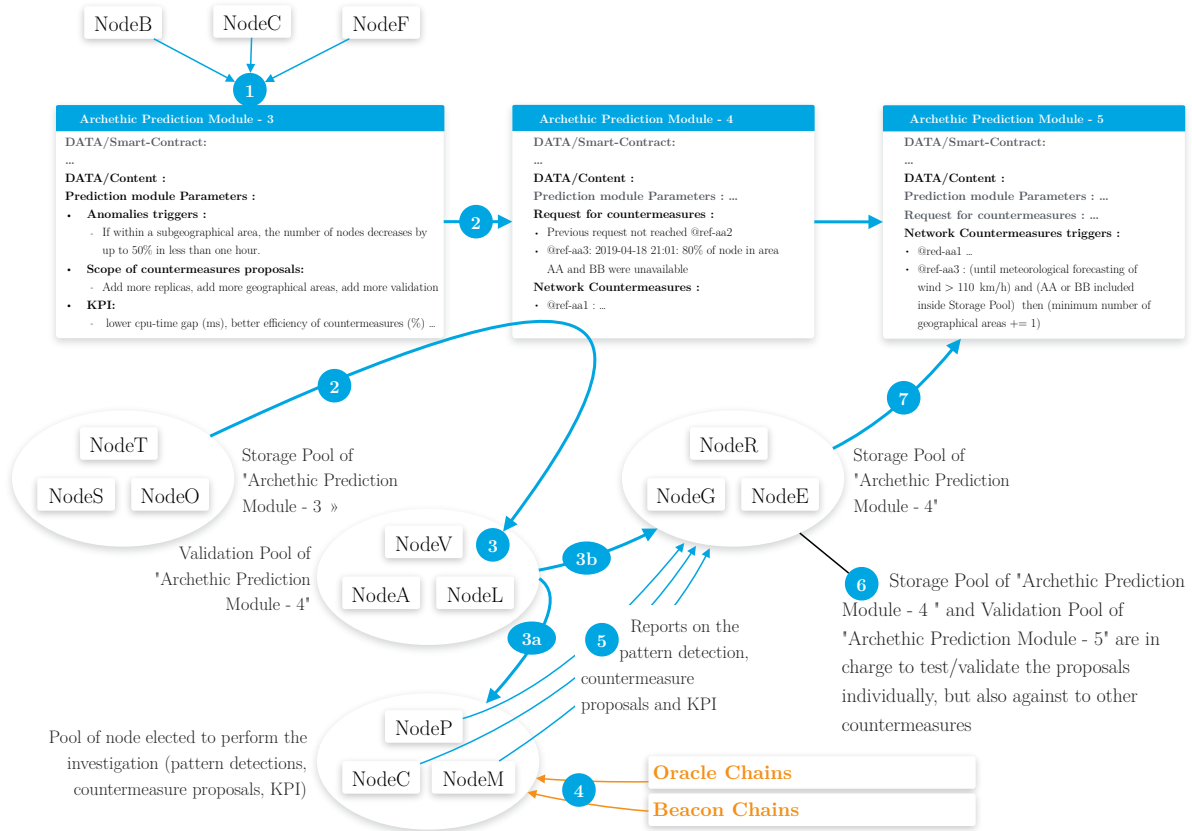 NodeB
NodeC
NodeF
1
Archethic Prediction Module - 3
DATA/Smart-Contract:
...
DATA/Content :
Prediction module Parameters :
• Anomalies triggers :
- If within a subgeographical area, the number of nodes decreases by
up to 50% in less than one hour.
• Scope of countermeasures proposals:
- Add more replicas, add more geographical areas, add more validation
• KPI:
- lower cpu-time gap (ms), better efficiency of countermeasures (%) ...
2
Archethic Prediction Module - 4
DATA/Smart-Contract:
...
DATA/Content :
Prediction module Parameters : ...
Request for countermeasures :
• Previous request not reached @ref-aa2
• @ref-aa3: 2019-04-18 21:01: 80% of node in area
AA and BB were unavailable
Network Countermeasures :
• @ref-aa1 : ...
Archethic Prediction Module - 5
DATA/Smart-Contract:
...
DATA/Content :
Prediction module Parameters : ...
Request for countermeasures : ...
Network Countermeasures triggers :
• @red-aa1 ...
• @ref-aa3 : (until meteorological forecasting of
wind > 110 km/h) and (AA or BB included
inside Storage Pool) then (minimum number of
geographical areas += 1)
2
NodeT
NodeS
NodeO
Storage Pool of
"Archethic Prediction
Module - 3 »
7
NodeR
NodeG
NodeE
Storage Pool of
"Archethic Prediction
Module - 4"
Validation Pool of
"Archethic Prediction
Module - 4"
NodeV
3
NodeA
NodeL
3b
3a
6
Storage Pool of "Archethic Prediction
Module - 4 " and Validation Pool of
"Archethic Prediction Module - 5" are in
charge to test/validate the proposals
individually, but also against to other
countermeasures
5
Reports on the
pattern detection,
countermeasure
proposals and KPI
Pool of node elected to perform the
investigation (pattern detections,
countermeasure proposals, KPI)
NodeP
NodeC
NodeM
4
Oracle Chains
Beacon Chains